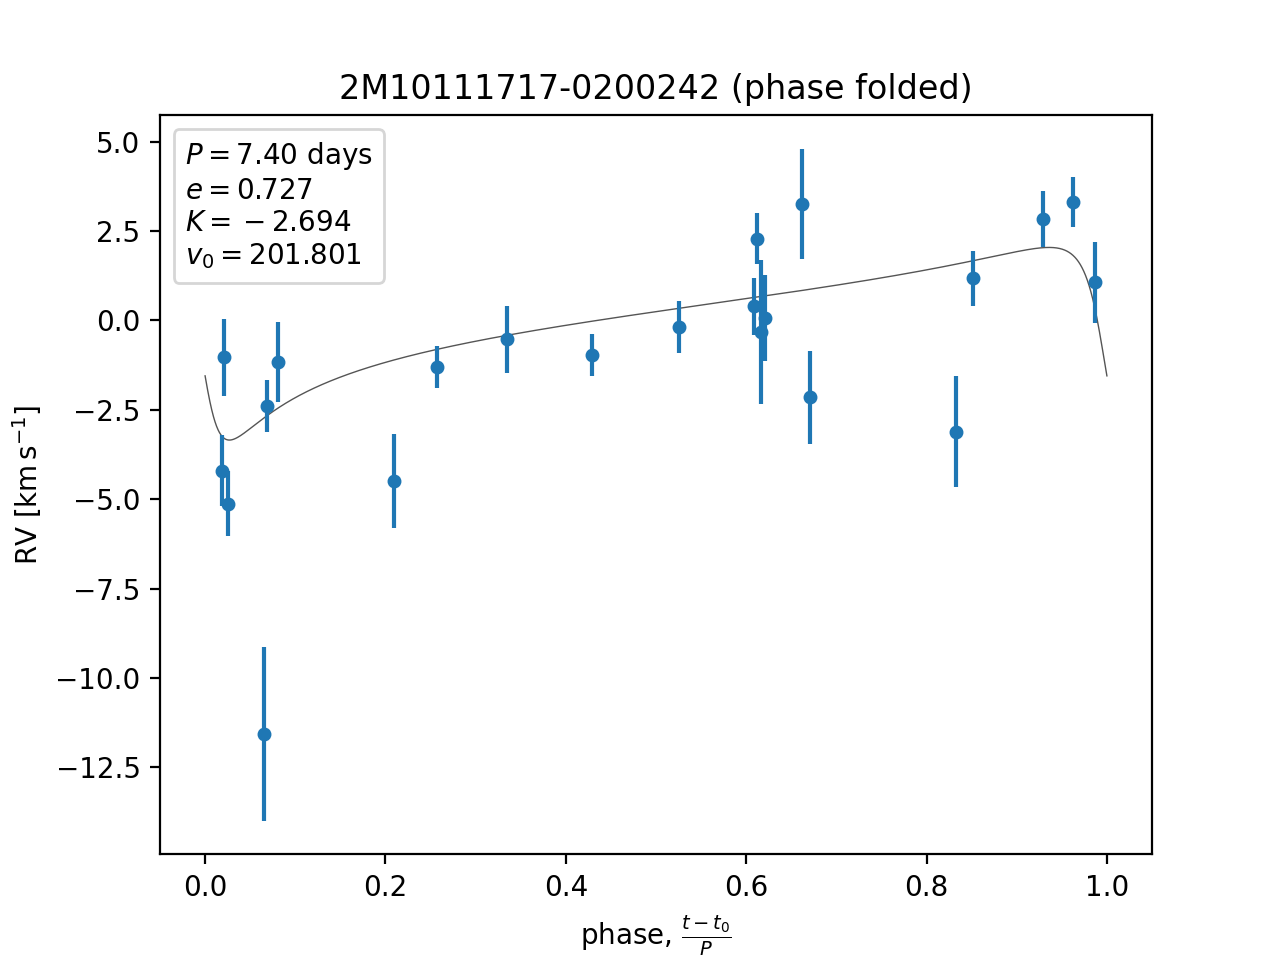 2M10111717-0200242 (phase folded)
P = 7.40 days
e = 0.727
K = −2.694
v₀ = 201.801
5.0
2.5
0.0
−2.5
−5.0
−7.5
−10.0
−12.5
RV [km s⁻¹]
0.0 0.2 0.4 0.6 0.8 1.0
phase, (t − t₀)/P